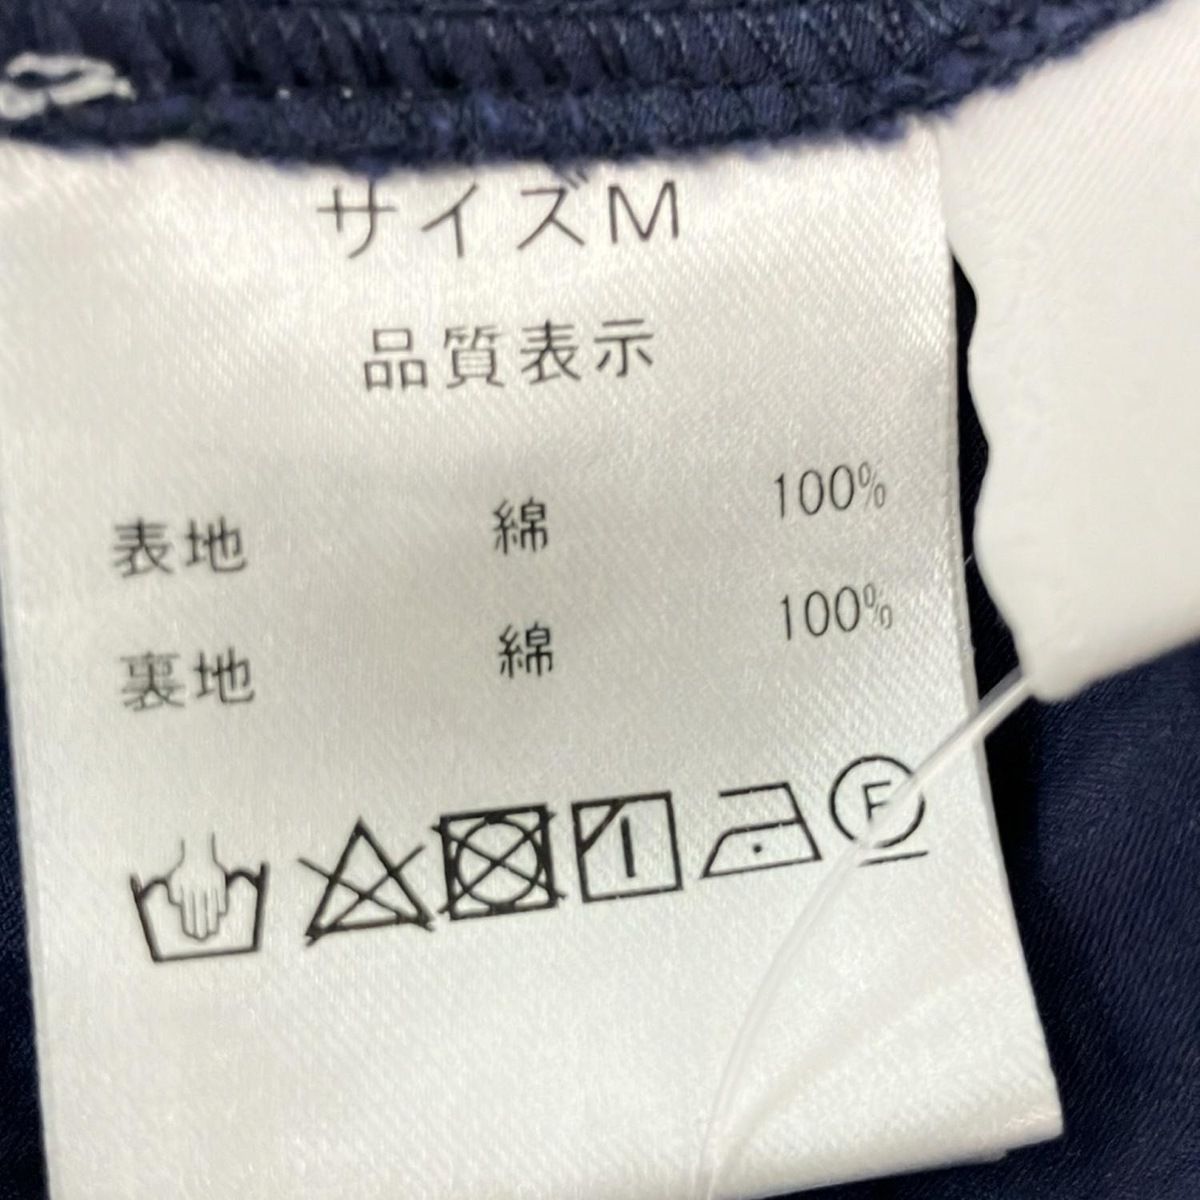 サイズM
品質表示
表地 綿 100%
裏地 綿 100%
F